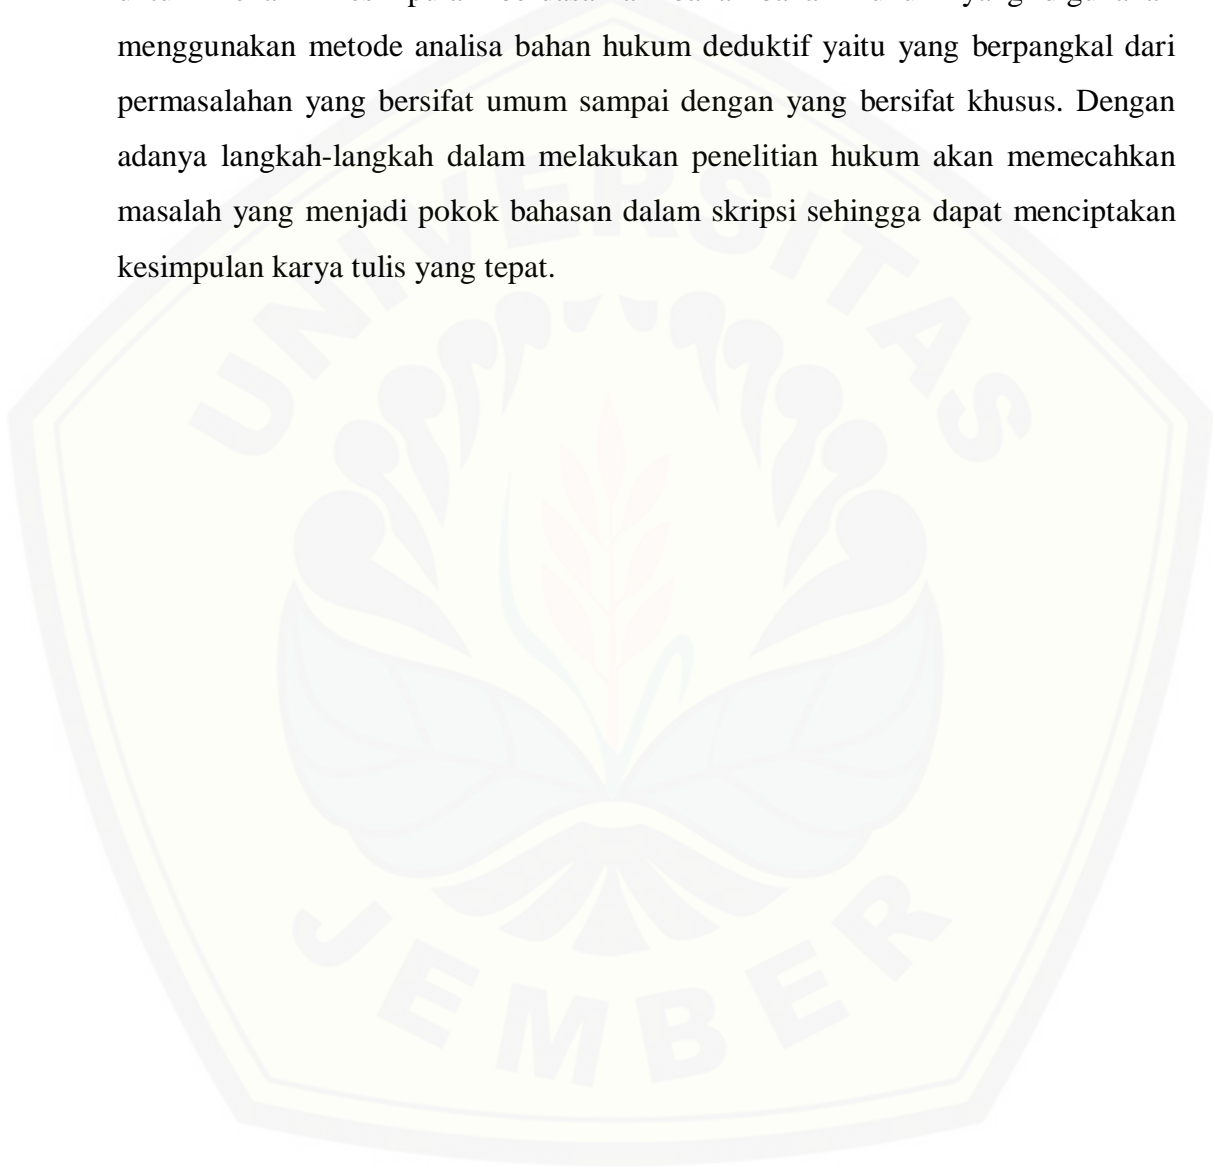 menggunakan metode analisa bahan hukum deduktif yaitu yang berpangkal dari
permasalahan yang bersifat umum sampai dengan yang bersifat khusus. Dengan
adanya langkah-langkah dalam melakukan penelitian hukum akan memecahkan
masalah yang menjadi pokok bahasan dalam skripsi sehingga dapat menciptakan
kesimpulan karya tulis yang tepat.
UNIVERSITAS
JEMBER